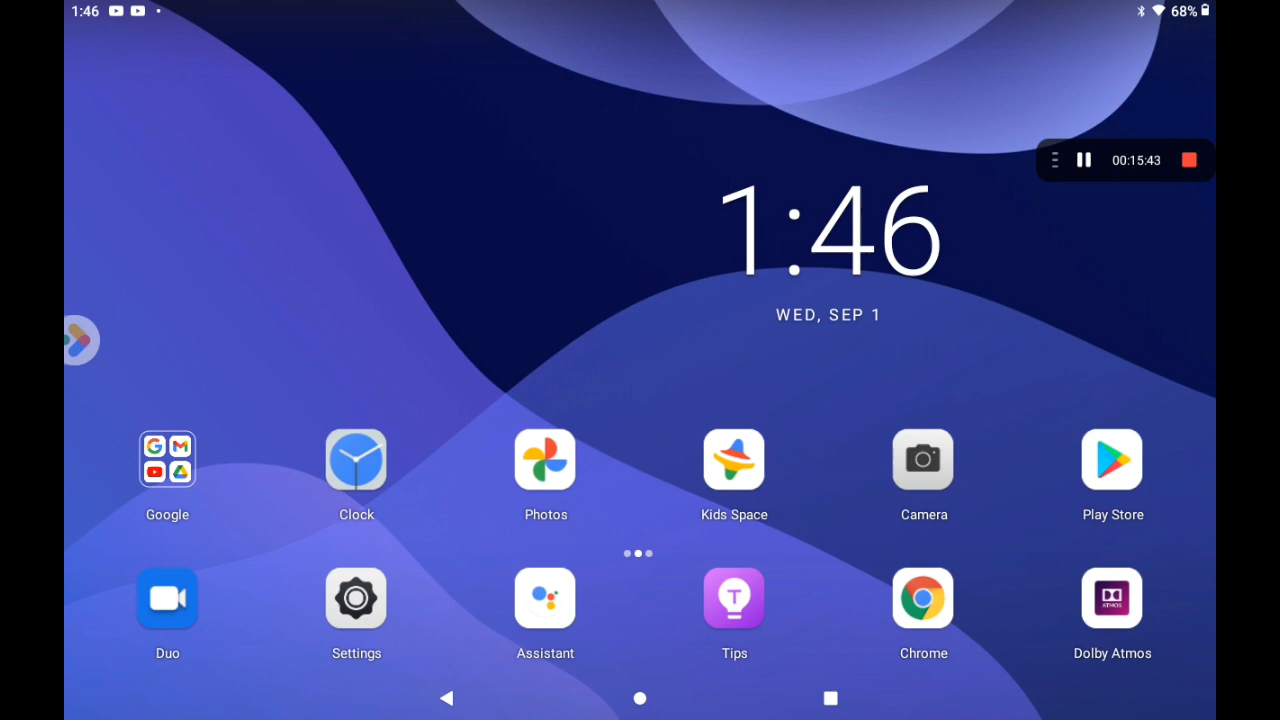 1:46
68%
00:15:43
1:46
WED, SEP 1
Google
Clock
Photos
Kids Space
Camera
Play Store
Duo
Settings
Assistant
Tips
Chrome
ATMOS
Dolby Atmos